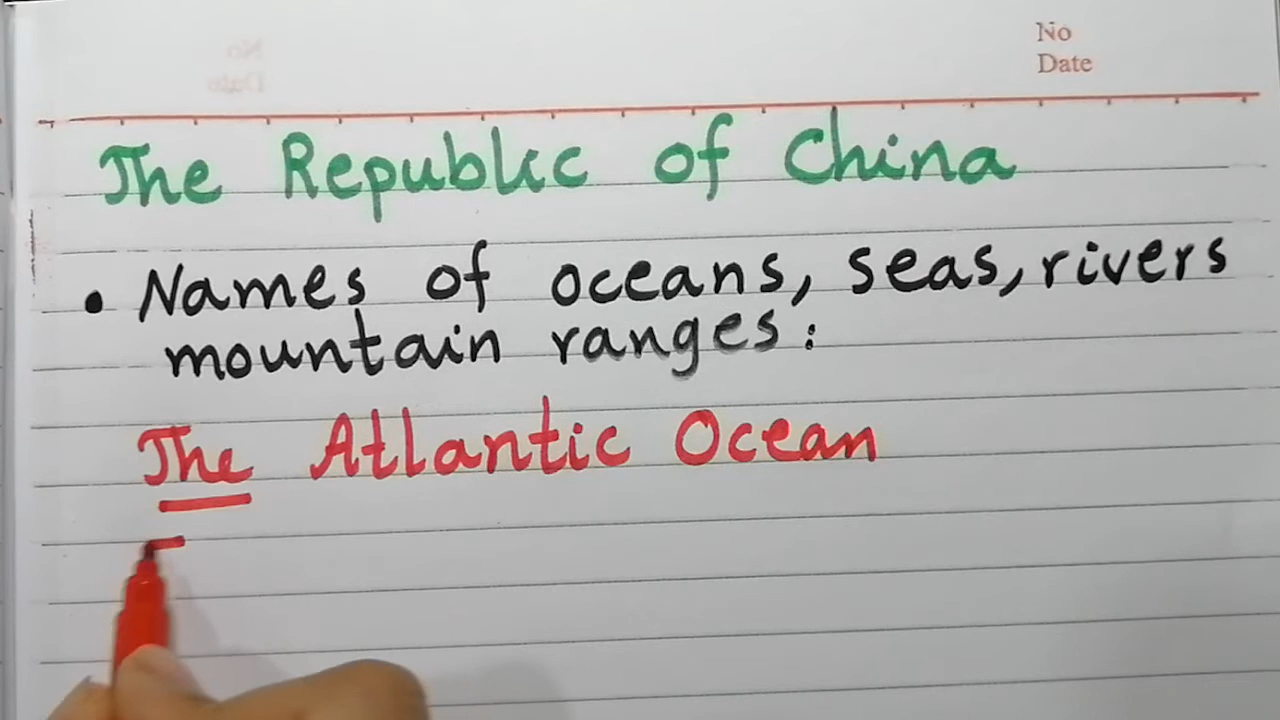 No
Date
The Republic of China
• Names of oceans, seas, rivers
mountain ranges:
The Atlantic Ocean